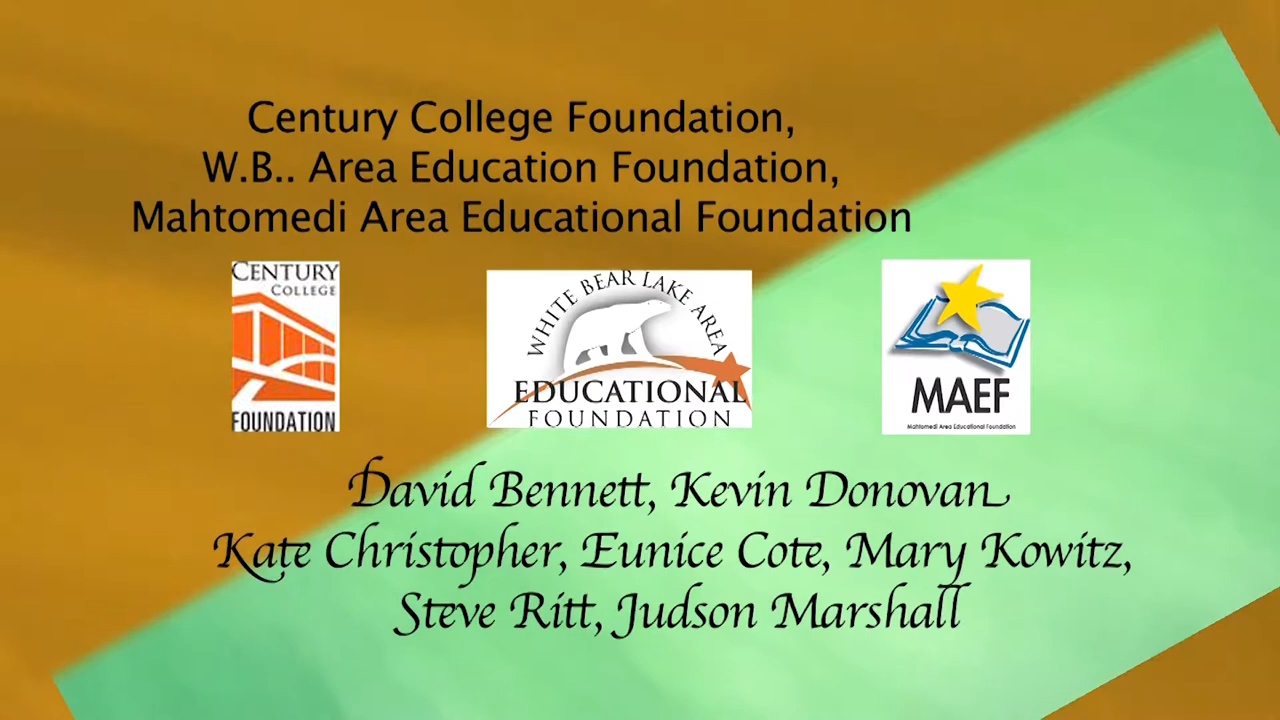 Century College Foundation,
W.B.. Area Education Foundation,
Mahtomedi Area Educational Foundation
CENTURY
COLLEGE
FOUNDATION
WHITE BEAR LAKE AREA
EDUCATIONAL
FOUNDATION
MAEF
Mahtomedi Area Educational Foundation
David Bennett, Kevin Donovan
Kate Christopher, Eunice Cote, Mary Kowitz,
Steve Ritt, Judson Marshall